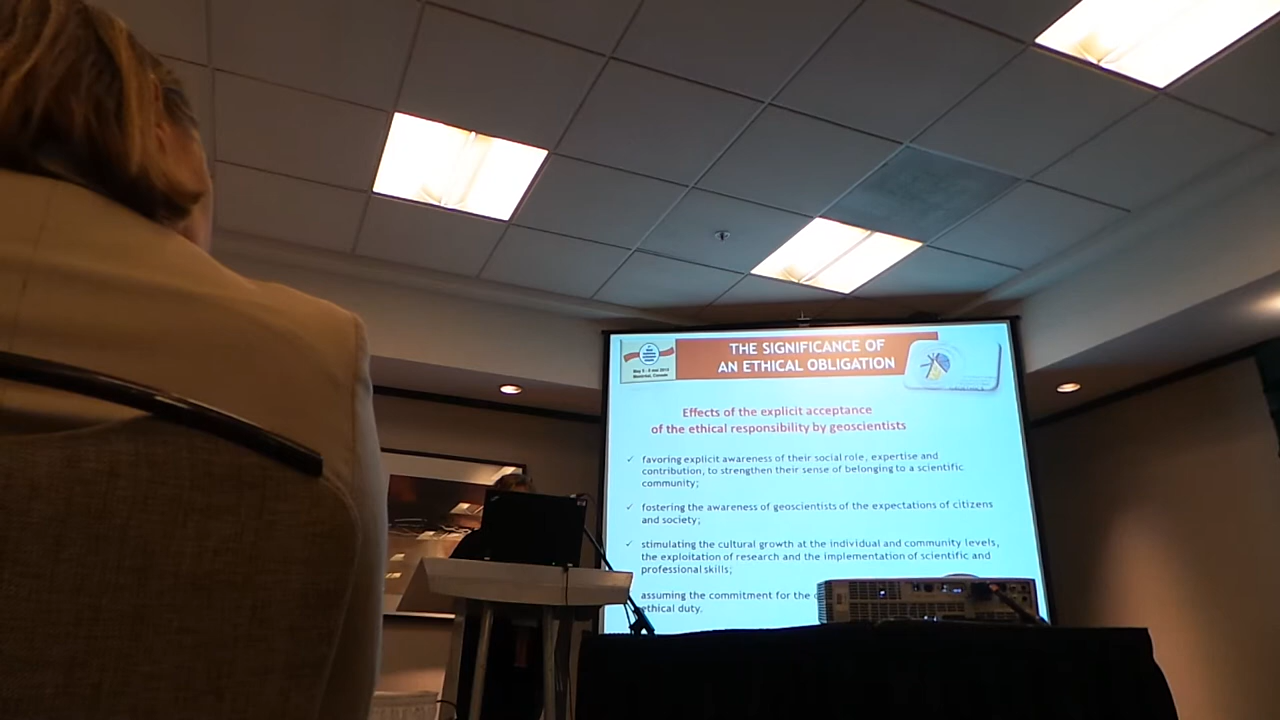 THE SIGNIFICANCE OF
AN ETHICAL OBLIGATION
Montréal, Canada
Effects of the explicit acceptance
of the ethical responsibility by geoscientists
✓ favoring explicit awareness of their social role, expertise and
contribution, to strengthen their sense of belonging to a scientific
community;
✓ fostering the awareness of geoscientists of the expectations of citizens
and society;
✓ stimulating the cultural growth at the individual and community levels,
the exploitation of research and the implementation of scientific and
professional skills;
assuming the commitment for the
ethical duty.